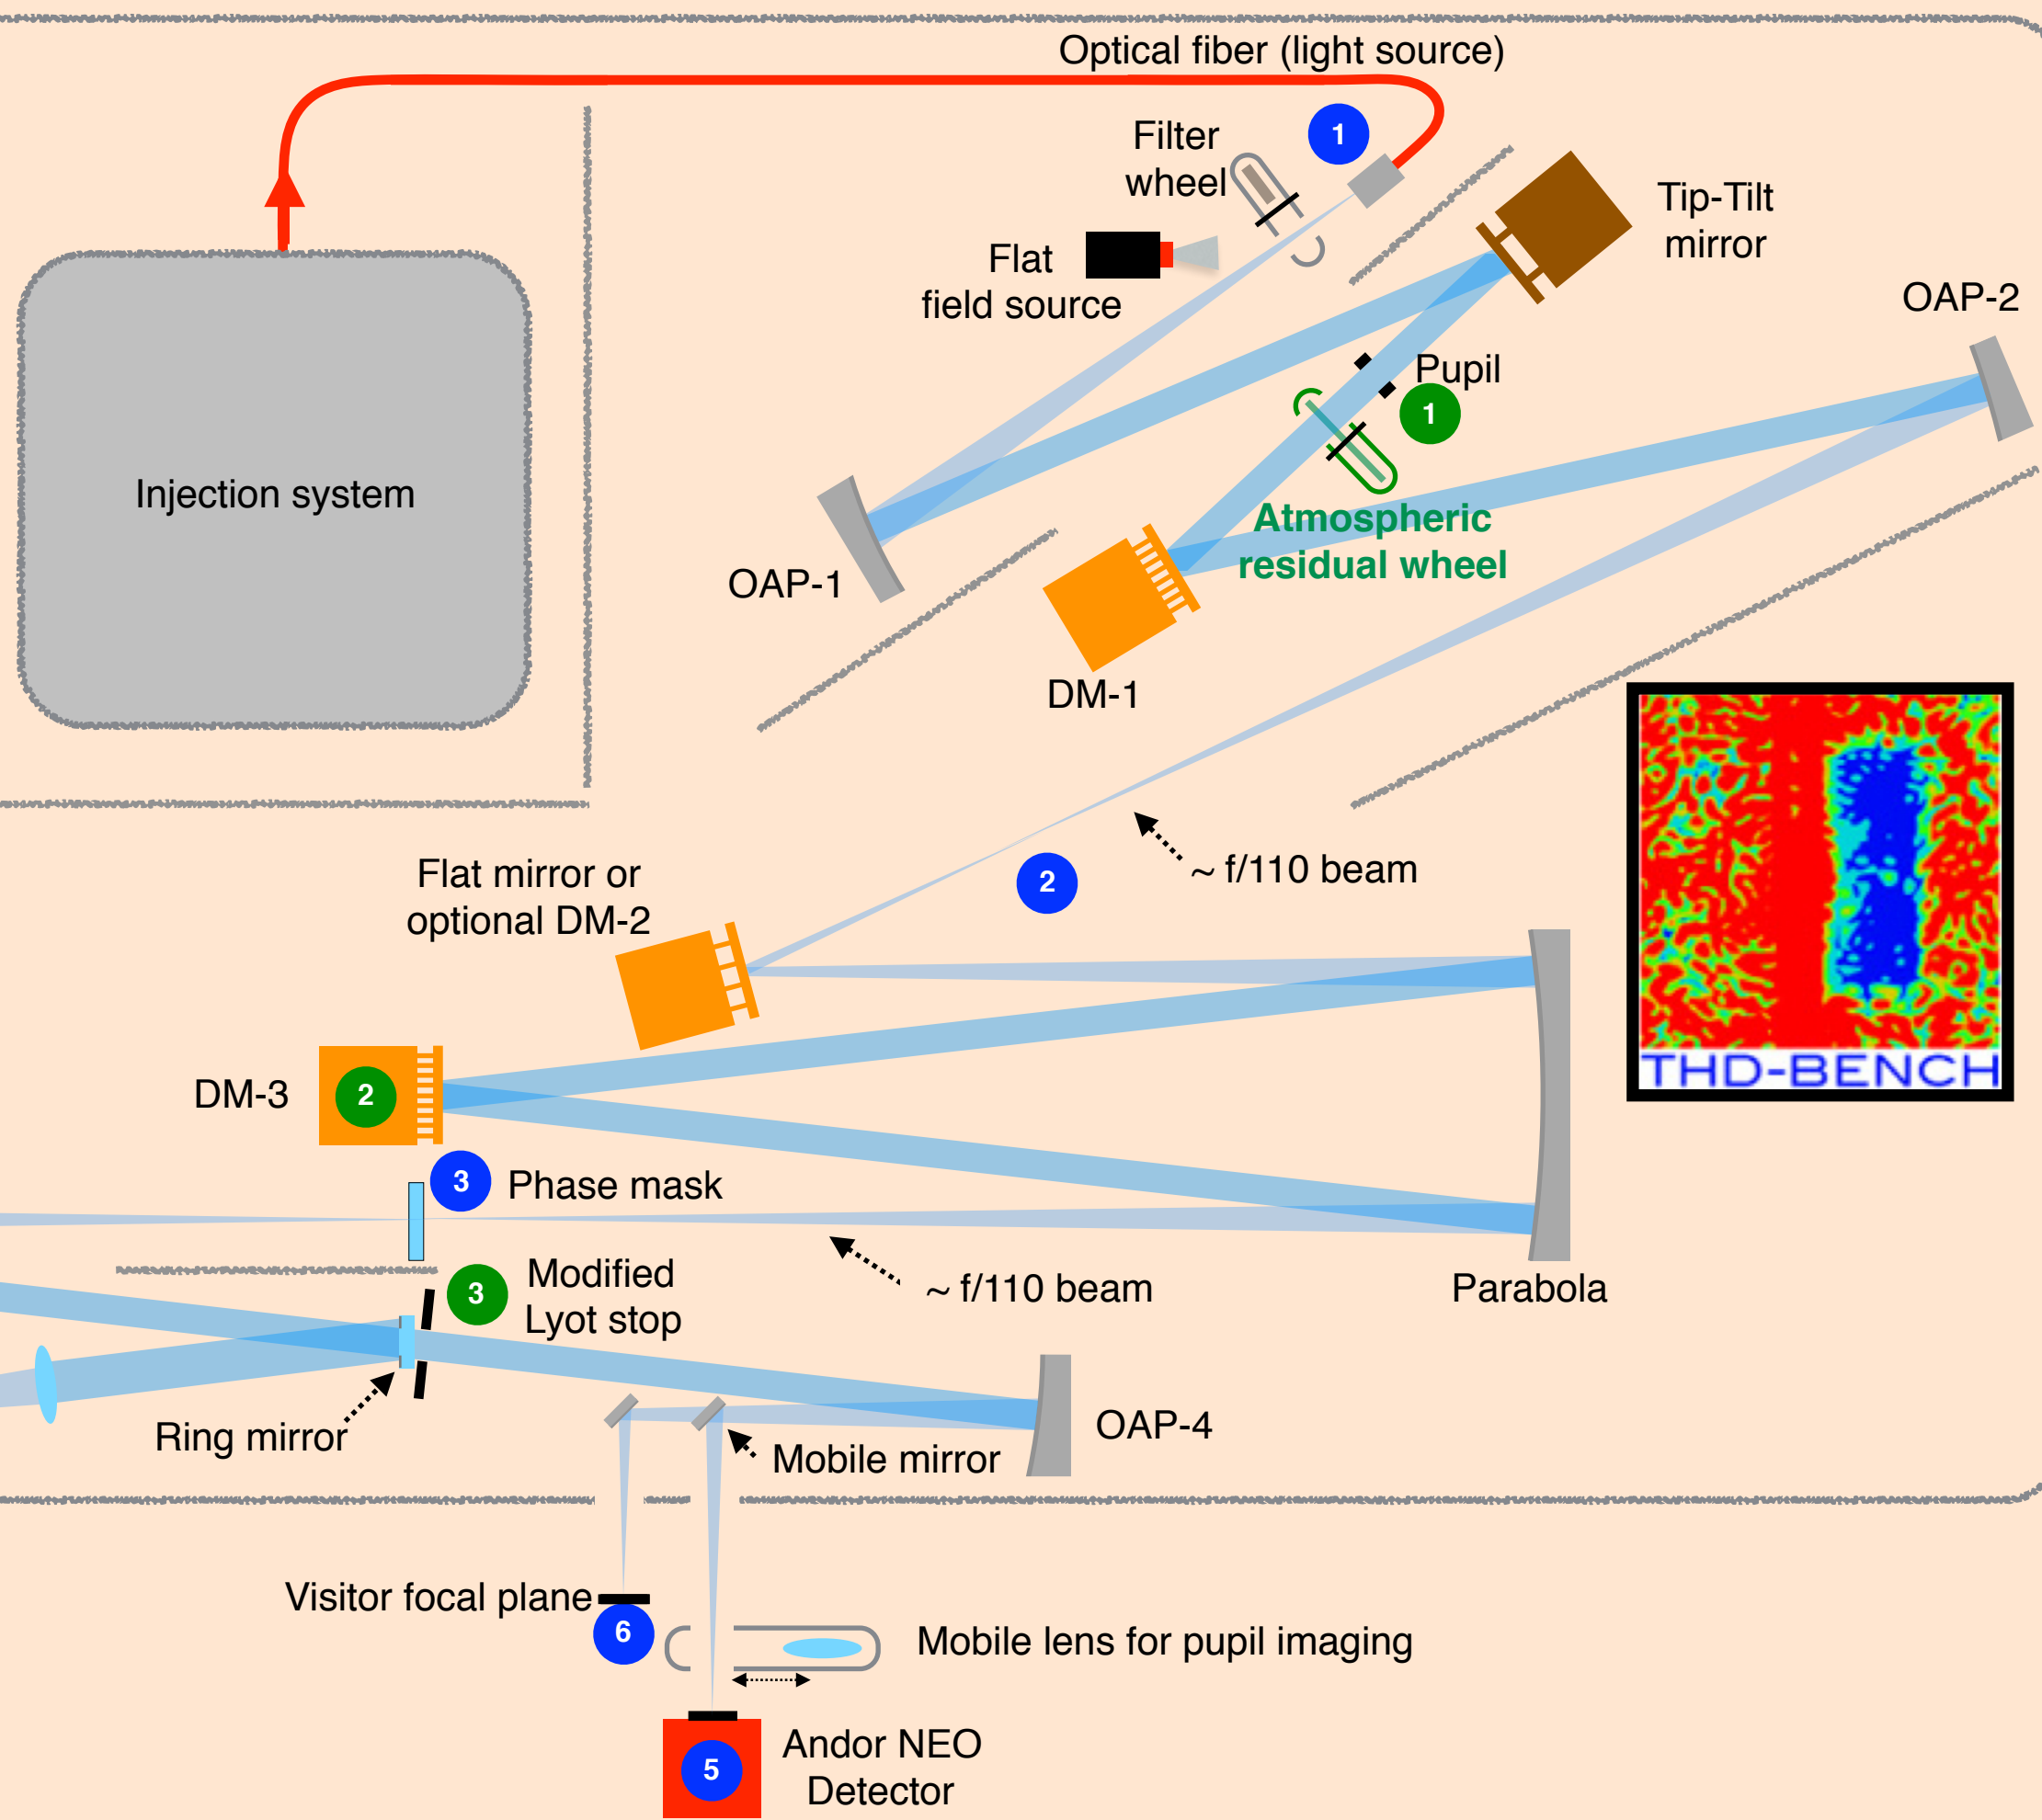 Optical fiber (light source)
1
Filter
wheel
Tip-Tilt
mirror
Flat
field source
OAP-2
Pupil
1
Injection system
Atmospheric
residual wheel
OAP-1
DM-1
~ f/110 beam
2
Flat mirror or
optional DM-2
THD-BENCH
DM-3
2
3
Phase mask
3
Modified
Lyot stop
~ f/110 beam
Parabola
Ring mirror
OAP-4
Mobile mirror
Visitor focal plane
6
Mobile lens for pupil imaging
5
Andor NEO
Detector